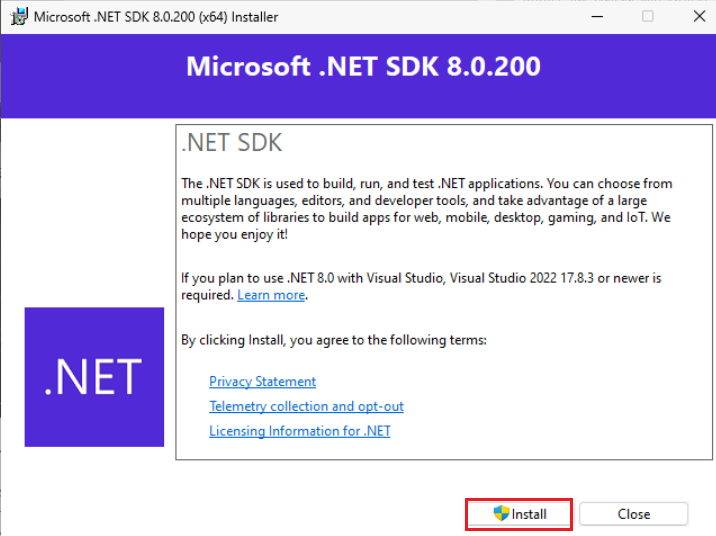 Microsoft .NET SDK 8.0.200 (x64) Installer
Microsoft .NET SDK 8.0.200
.NET SDK
The .NET SDK is used to build, run, and test .NET applications. You can choose from
multiple languages, editors, and developer tools, and take advantage of a large
ecosystem of libraries to build apps for web, mobile, desktop, gaming, and IoT. We
hope you enjoy it!
If you plan to use .NET 8.0 with Visual Studio, Visual Studio 2022 17.8.3 or newer is
required. Learn more.
By clicking Install, you agree to the following terms:
.NET
Privacy Statement
Telemetry collection and opt-out
Licensing Information for .NET
Install
Close